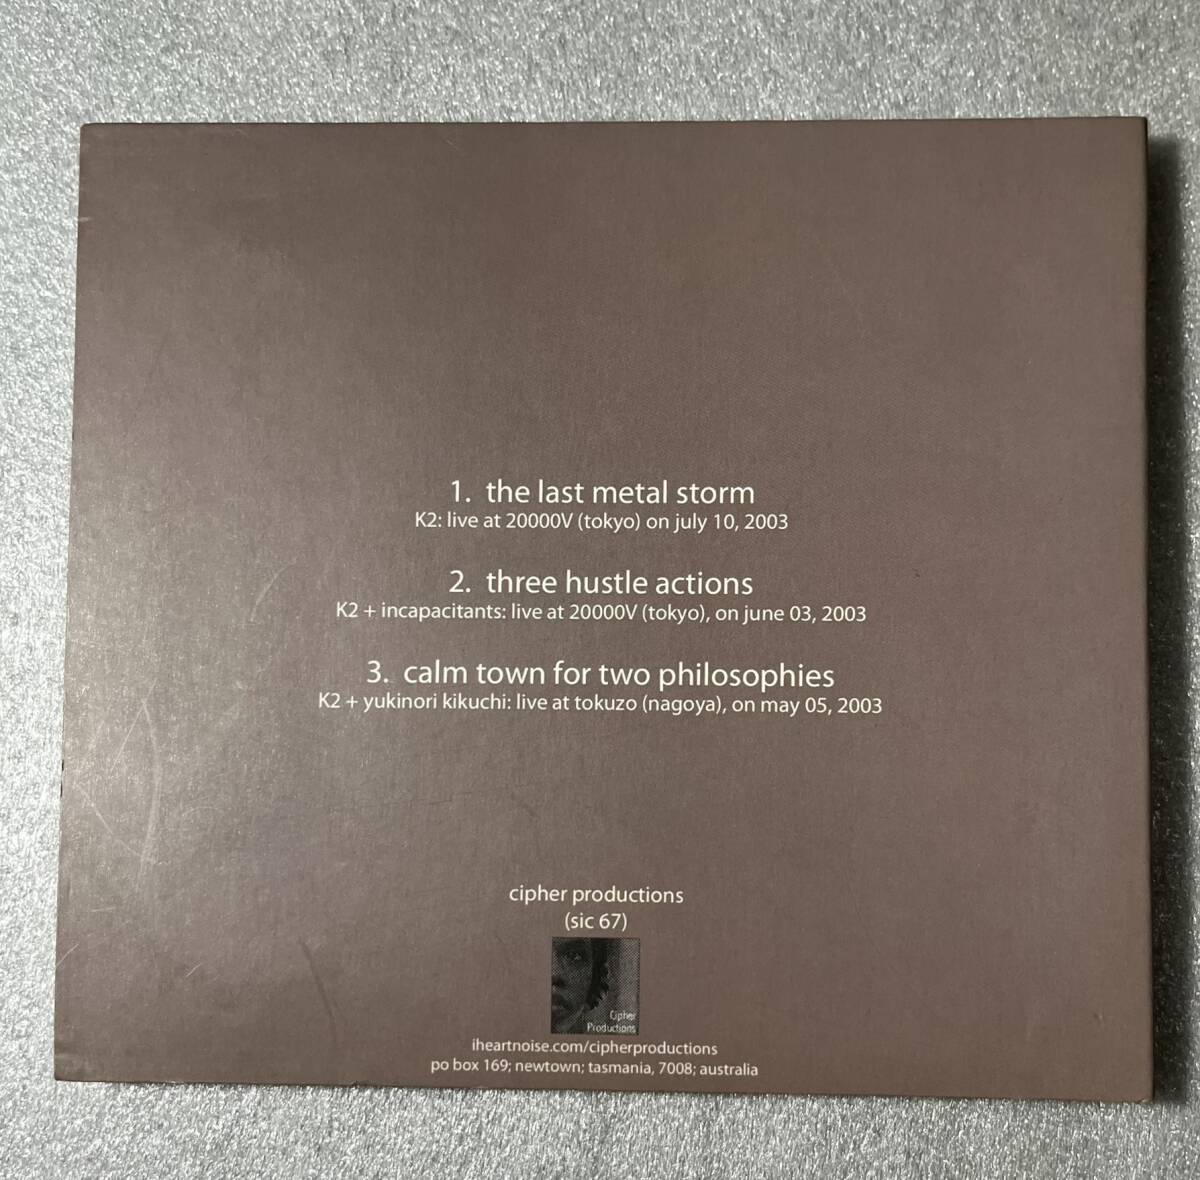 1. the last metal storm
K2: live at 20000V (tokyo) on july 10, 2003
2. three hustle actions
K2 + incapacitants: live at 20000V (tokyo), on june 03, 2003
3. calm town for two philosophies
K2 + yukinori kikuchi: live at tokuzo (nagoya), on may 05, 2003
cipher productions
(sic 67)
Cipher
Productions
iheartnoise.com/cipherproductions
po box 169; newtown; tasmania, 7008; australia